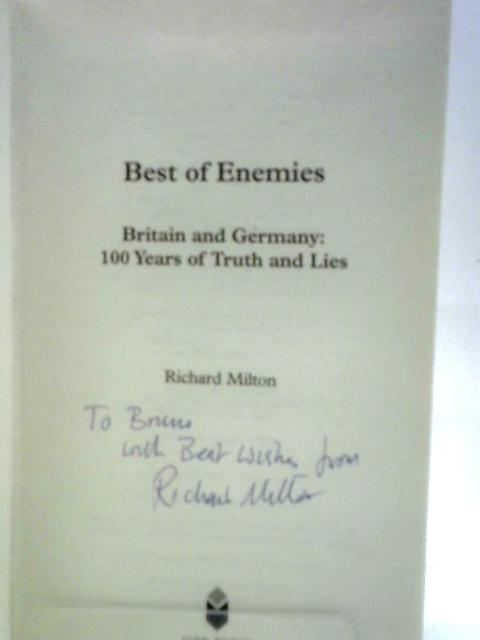 Best of Enemies
Britain and Germany:
100 Years of Truth and Lies
Richard Milton
To
with Best Wishes from
Richard Milton